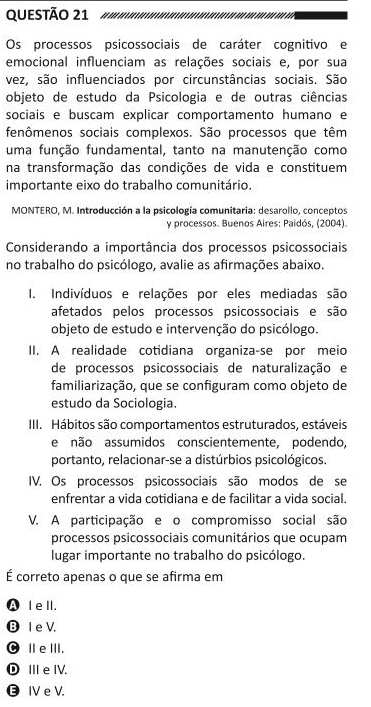 QUESTÃO 21
Os processos psicossociais de caráter cognitivo e
emocional influenciam as relações sociais e, por sua
vez, são influenciados por circunstâncias sociais. São
objeto de estudo da Psicologia e de outras ciências
sociais e buscam explicar comportamento humano e
fenômenos sociais complexos. São processos que têm
uma função fundamental, tanto na manutenção como
na transformação das condições de vida e constituem
importante eixo do trabalho comunitário.
MONTERO, M. Introducción a la psicología comunitaria: desarollo, conceptos
y processos. Buenos Aires: Paidós, (2004).
Considerando a importância dos processos psicossociais
no trabalho do psicólogo, avalie as afirmações abaixo.
I. Indivíduos e relações por eles mediadas são
afetados pelos processos psicossociais e são
objeto de estudo e intervenção do psicólogo.
II. A realidade cotidiana organiza-se por meio
de processos psicossociais de naturalização e
familiarização, que se configuram como objeto de
estudo da Sociologia.
III. Hábitos são comportamentos estruturados, estáveis
e não assumidos conscientemente, podendo,
portanto, relacionar-se a distúrbios psicológicos.
IV. Os processos psicossociais são modos de se
enfrentar a vida cotidiana e de facilitar a vida social.
V. A participação e o compromisso social são
processos psicossociais comunitários que ocupam
lugar importante no trabalho do psicólogo.
É correto apenas o que se afirma em
A I e II.
B I e V.
C II e III.
D III e IV.
E IV e V.